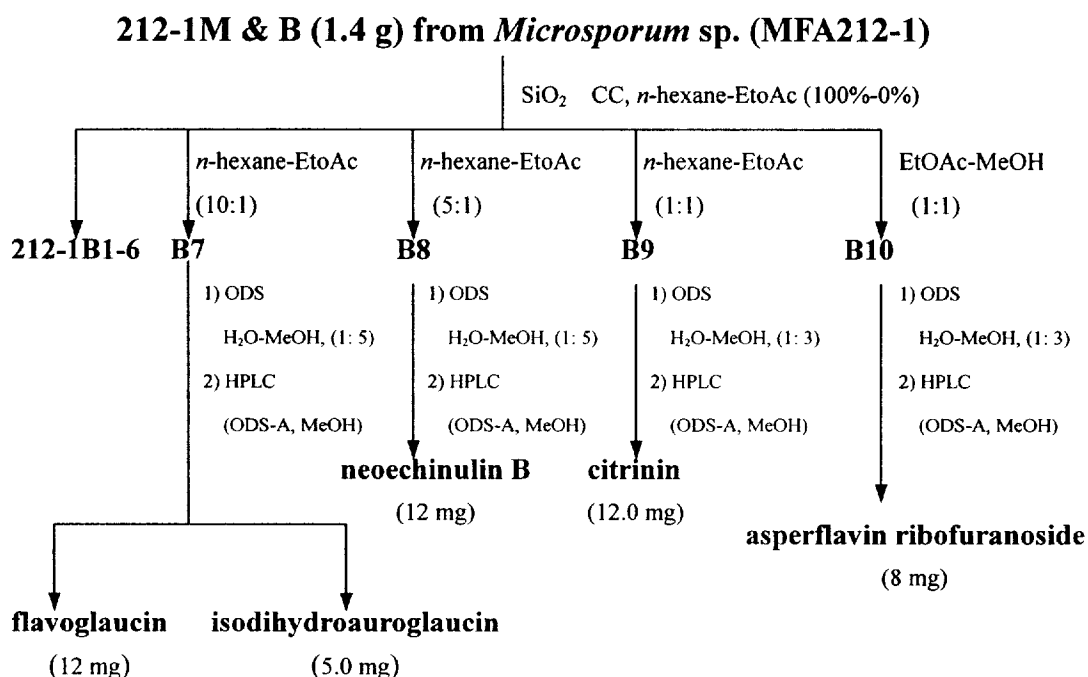 212-1M & B (1.4 g) from Microsporum sp. (MFA212-1)
SiO₂ CC, n-hexane-EtoAc (100%-0%)
n-hexane-EtoAc n-hexane-EtoAc n-hexane-EtoAc EtOAc-MeOH
(10:1) (5:1) (1:1) (1:1)
212-1B1-6 B7 B8 B9 B10
1) ODS 1) ODS 1) ODS 1) ODS
H₂O-MeOH, (1: 5) H₂O-MeOH, (1: 5) H₂O-MeOH, (1: 3) H₂O-MeOH, (1: 3)
2) HPLC 2) HPLC 2) HPLC 2) HPLC
(ODS-A, MeOH) (ODS-A, MeOH) (ODS-A, MeOH) (ODS-A, MeOH)
neoechinulin B citrinin
(12 mg) (12.0 mg)
asperflavin ribofuranoside
(8 mg)
flavoglaucin isodihydroauroglaucin
(12 mg) (5.0 mg)